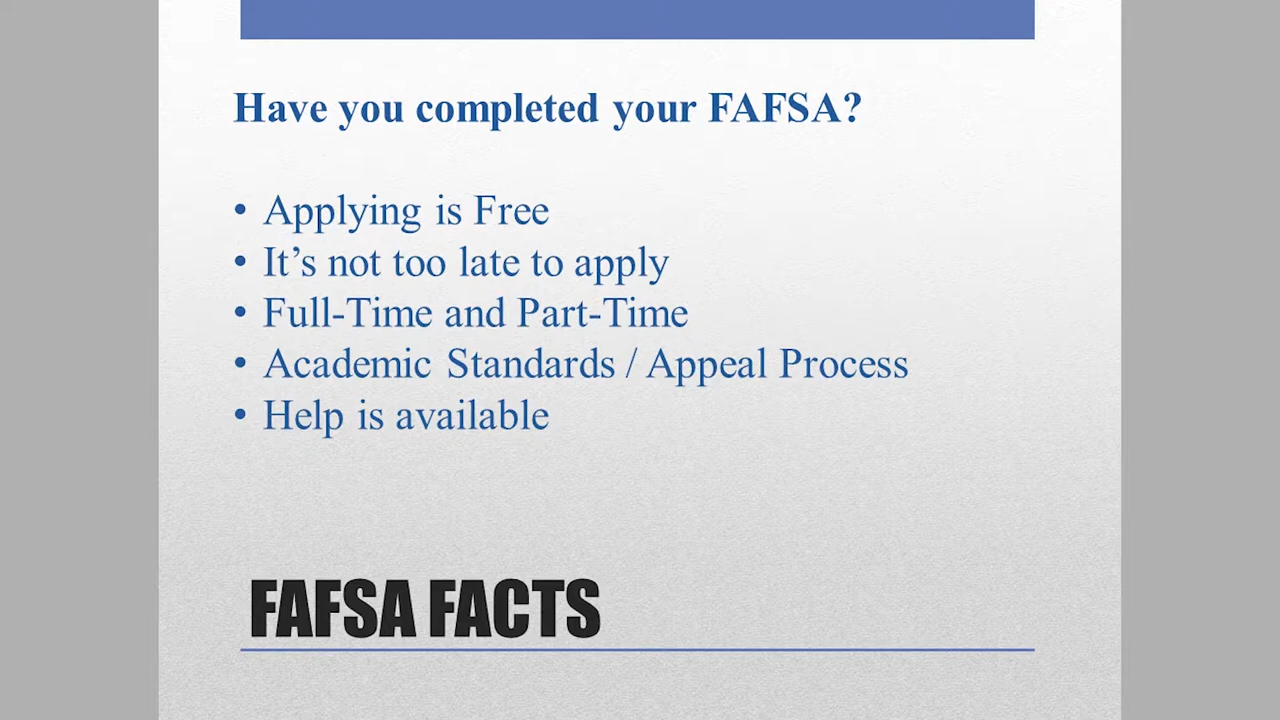 Have you completed your FAFSA?
• Applying is Free
• It’s not too late to apply
• Full-Time and Part-Time
• Academic Standards / Appeal Process
• Help is available
FAFSA FACTS